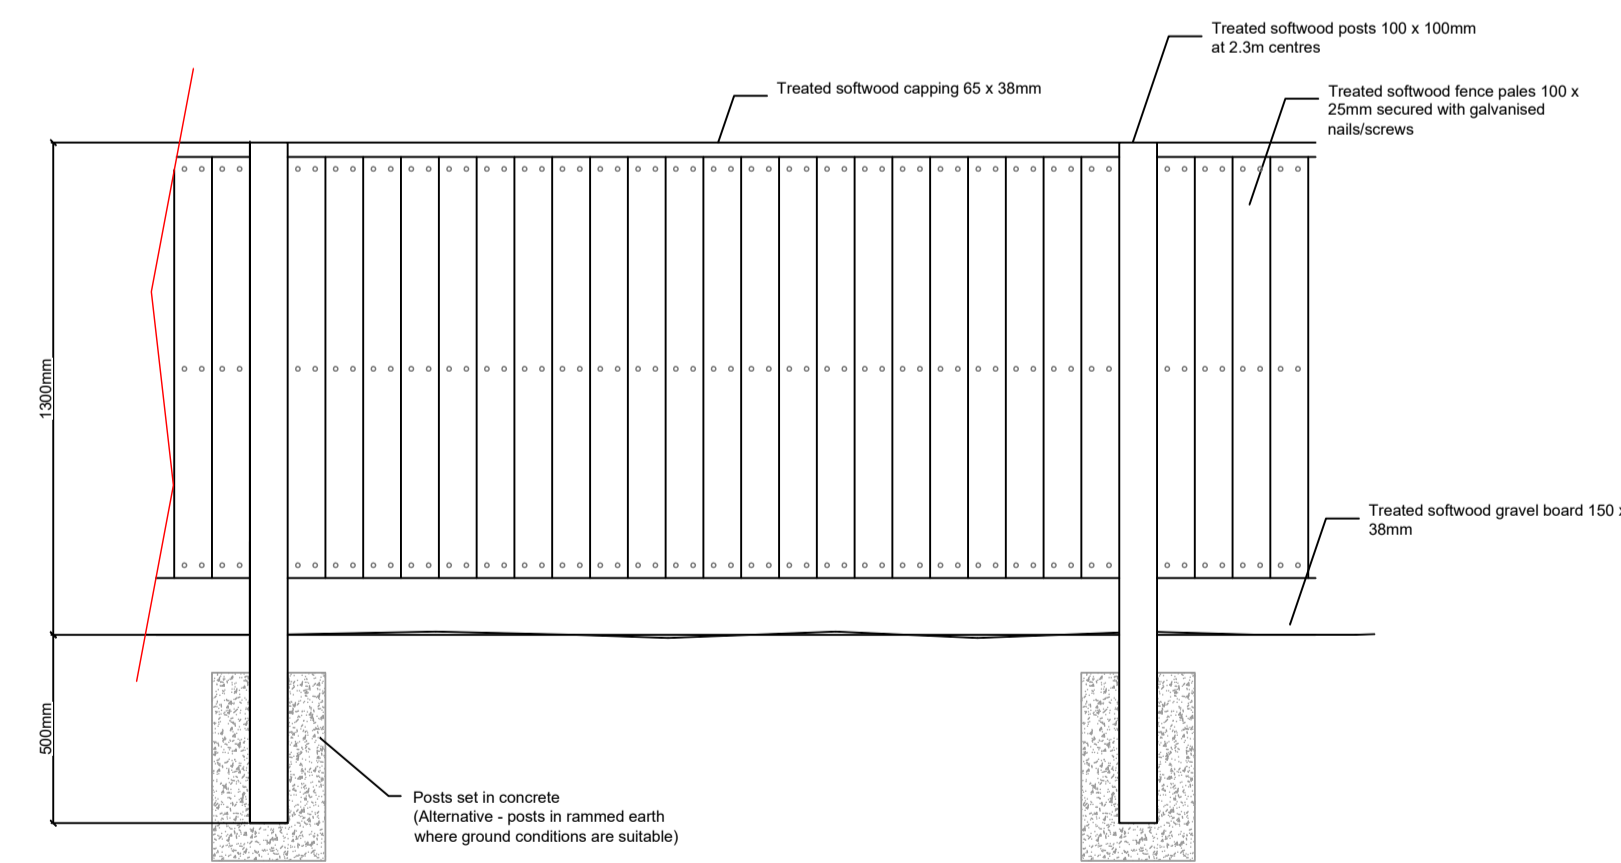 Treated softwood posts 100 x 100mm
at 2.3m centres
Treated softwood capping 65 x 38mm
Treated softwood fence pales 100 x
25mm secured with galvanised
nails/screws
1300mm
Treated softwood gravel board 150 x
38mm
500mm
Posts set in concrete
(Alternative - posts in rammed earth
where ground conditions are suitable)